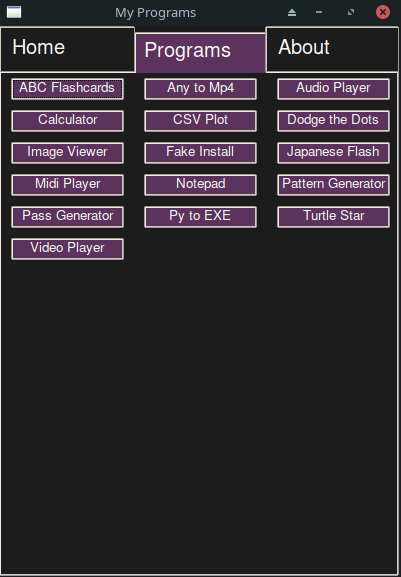 My Programs
Home Programs About
ABC Flashcards Any to Mp4 Audio Player
Calculator CSV Plot Dodge the Dots
Image Viewer Fake Install Japanese Flash
Midi Player Notepad Pattern Generator
Pass Generator Py to EXE Turtle Star
Video Player